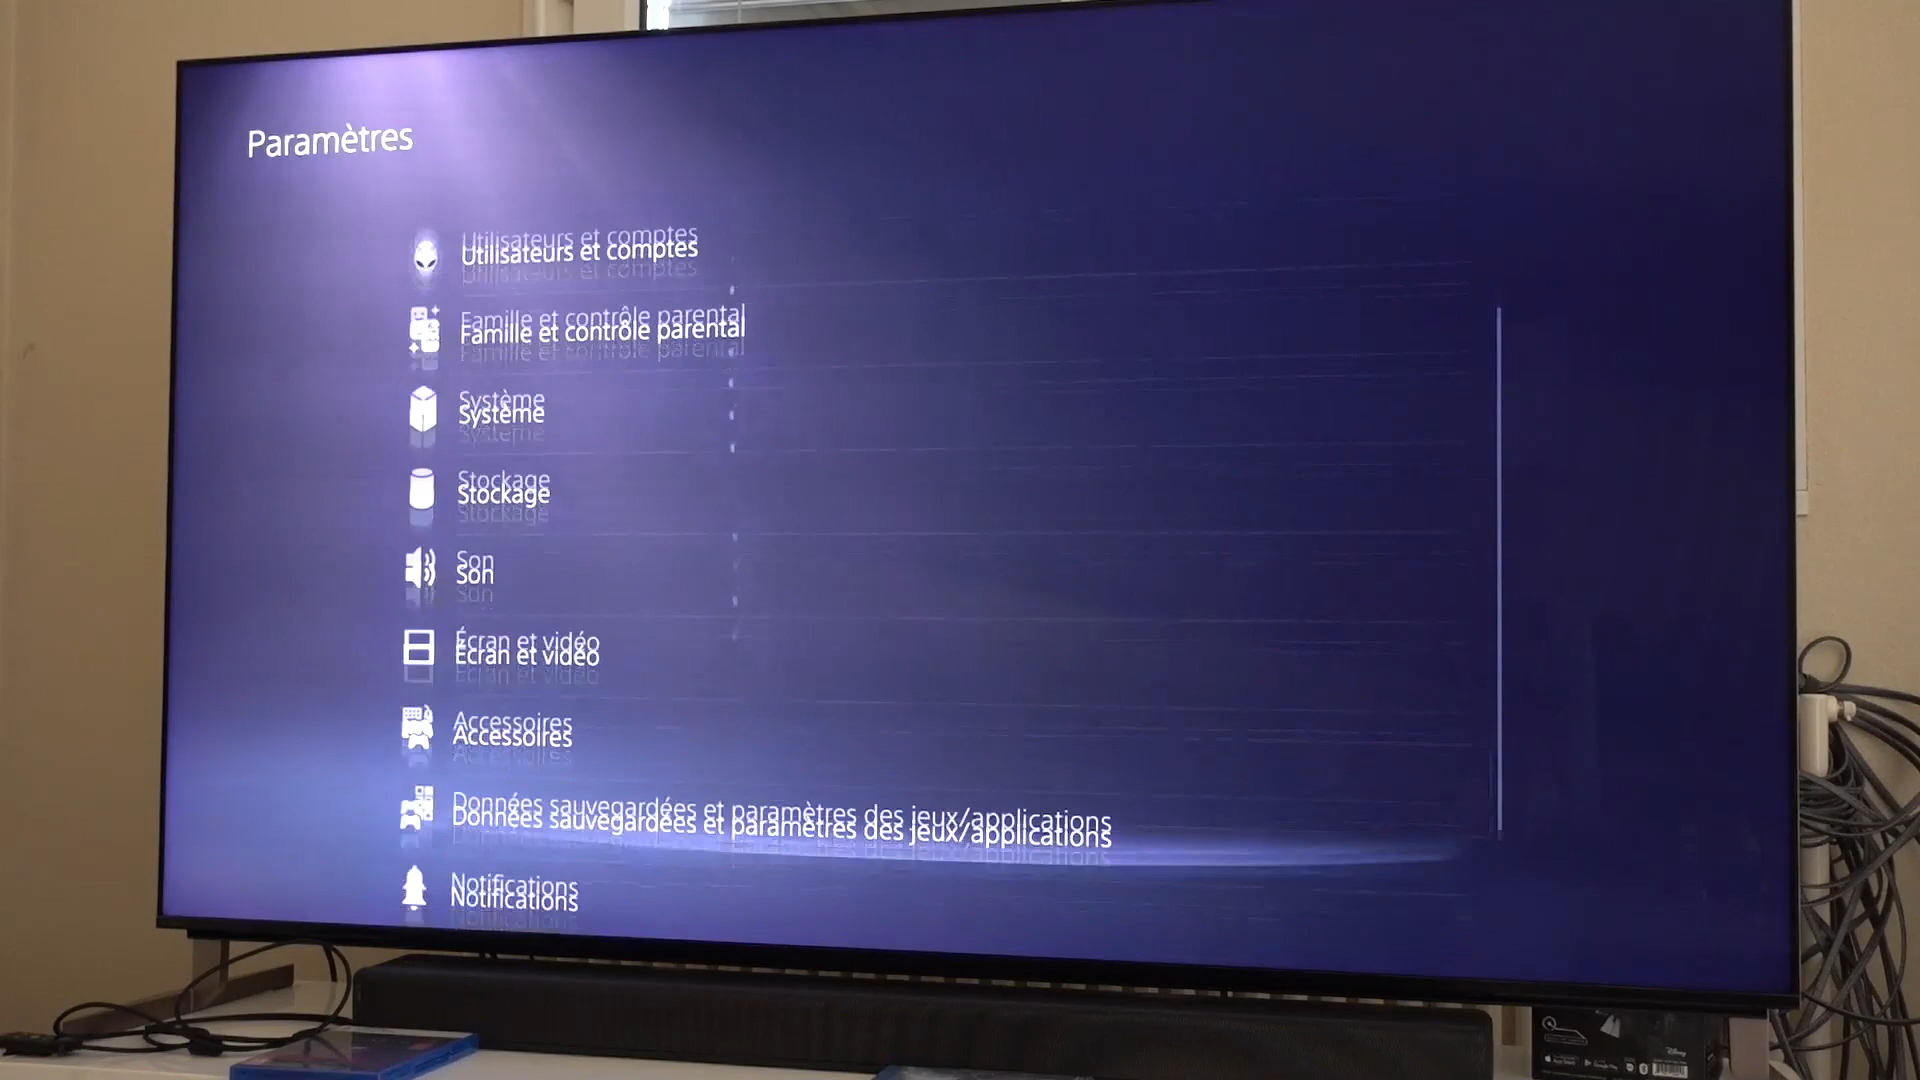 Paramètres
Utilisateurs et comptes
Famille et contrôle parental
Système
Stockage
Son
Écran et vidéo
Accessoires
Données sauvegardées et paramètres des jeux/applications
Notifications
Disney